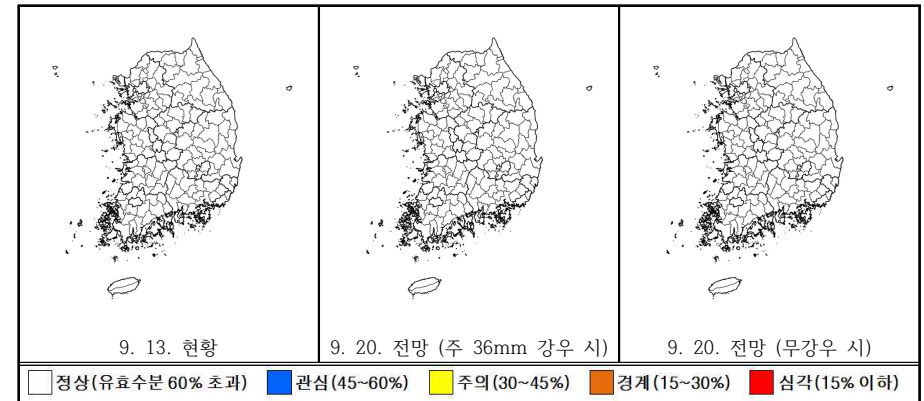 9. 13. 현황
9. 20. 전망 (주 36mm 강우 시)
9. 20. 전망 (무강우 시)
정상(유효수분 60% 초과) 관심(45~60%) 주의(30~45%) 경계(15~30%) 심각(15% 이하)